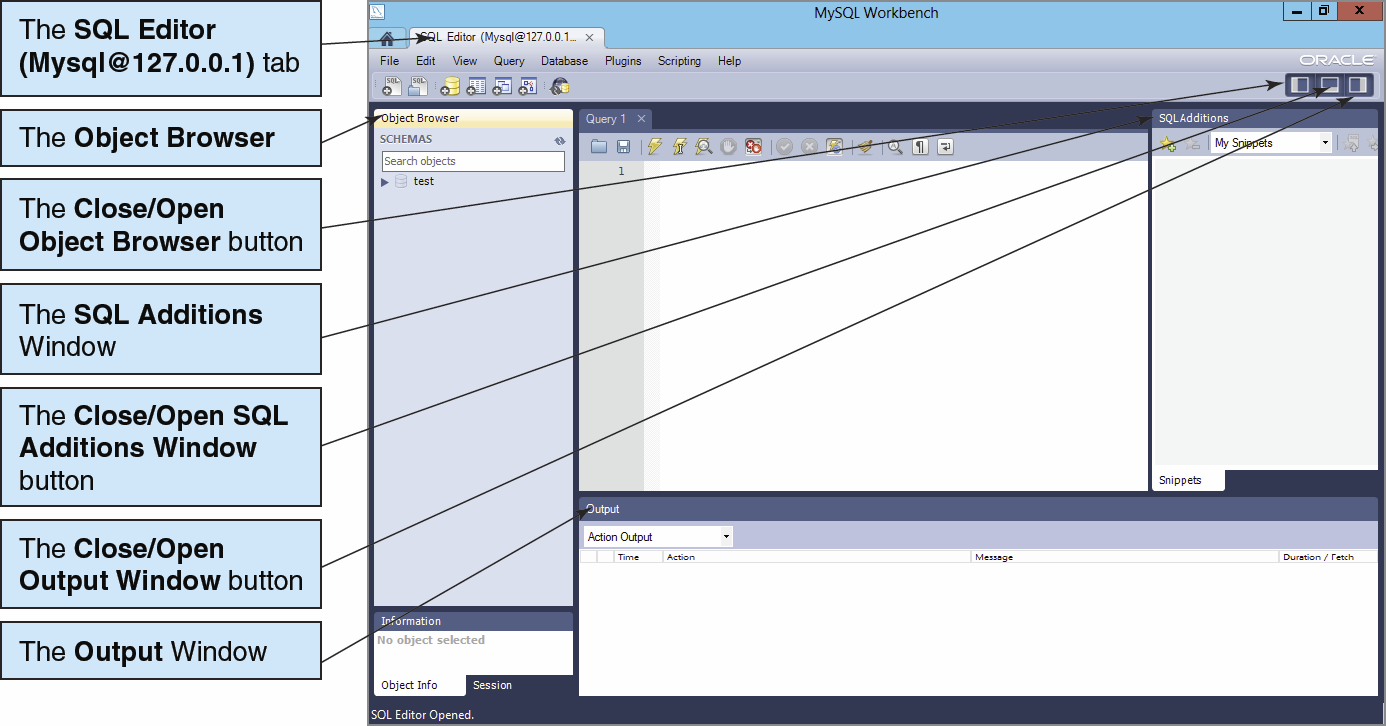 The SQL Editor
(Mysql@127.0.0.1) tab
The Object Browser
The Close/Open
Object Browser button
The SQL Additions
Window
The Close/Open SQL
Additions Window
button
The Close/Open
Output Window button
The Output Window
MySQL Workbench
SQL Editor (Mysql@127.0.0.1...
File Edit View Query Database Plugins Scripting Help
ORACLE
SQL SQL
Object Browser
SCHEMAS
Search objects
test
Query 1
1
SQLAdditions
My Snippets
Snippets
Output
Action Output
Time Action Message Duration / Fetch
Information
No object selected
Object Info Session
SQL Editor Opened.